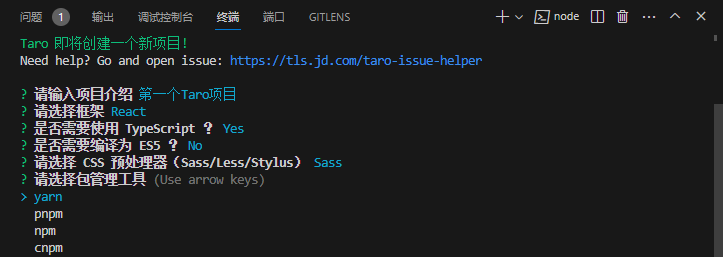 问题 1 输出 调试控制台 终端 端口 GITLENS node
Taro 即将创建一个新项目!
Need help? Go and open issue: https://tls.jd.com/taro-issue-helper
? 请输入项目介绍 第一个Taro项目
? 请选择框架 React
? 是否需要使用 TypeScript ? Yes
? 是否需要编译为 ES5 ? No
? 请选择 CSS 预处理器（Sass/Less/Stylus） Sass
? 请选择包管理工具 (Use arrow keys)
> yarn
pnpm
npm
cnpm